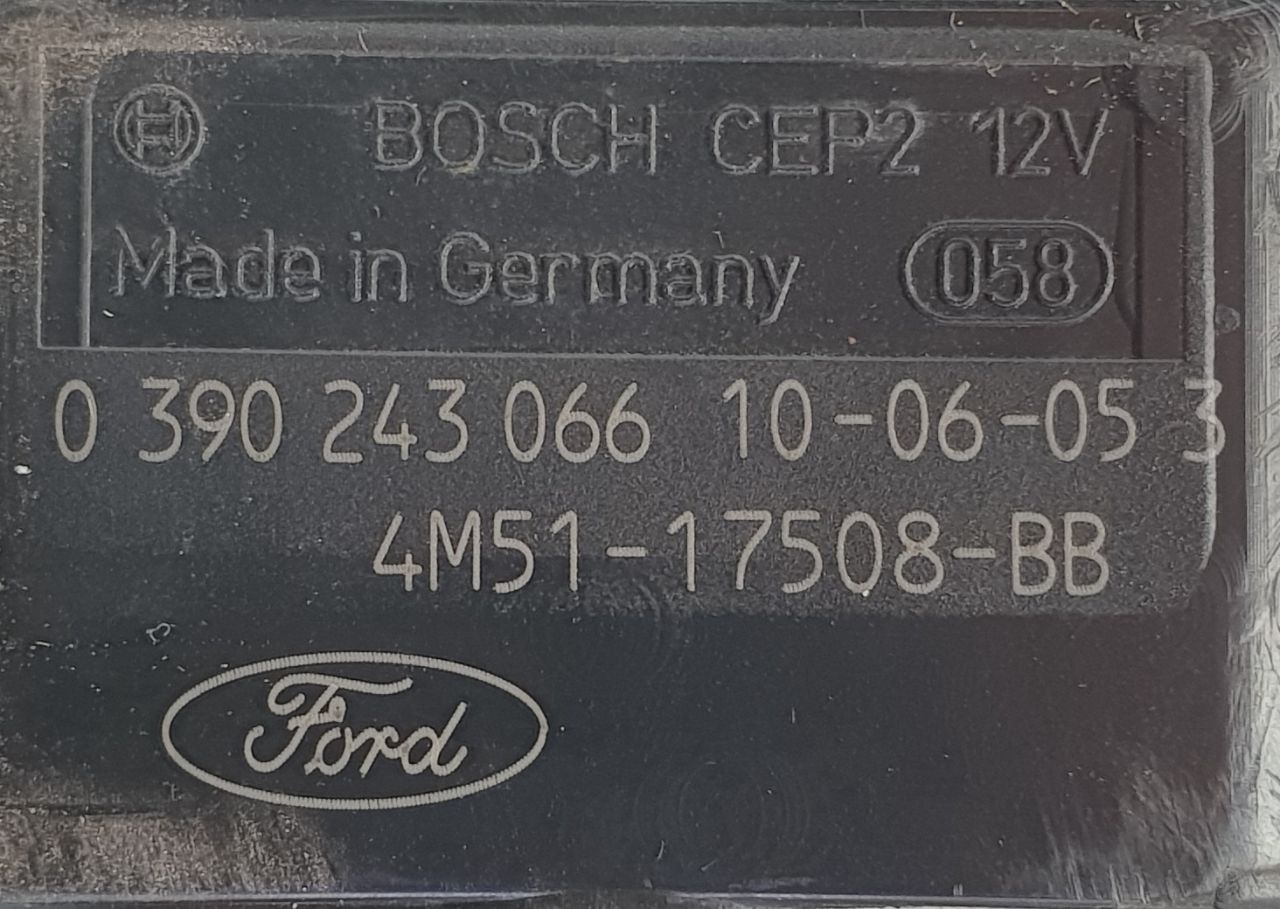 BOSCH CEP2 12V
Made in Germany 058
0 390 243 066 10-06-05 3
4M51-17508-BB
Ford